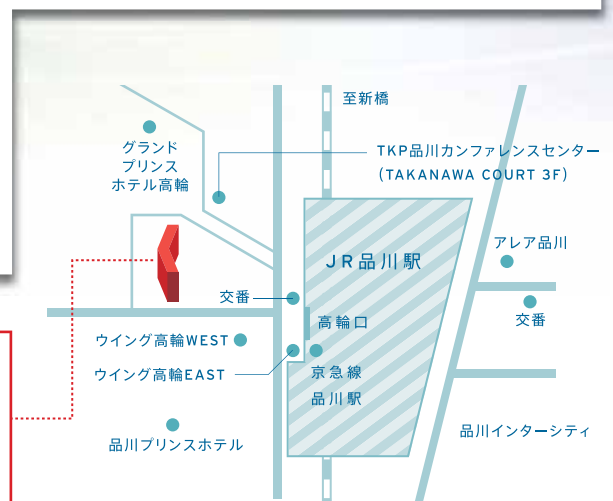 至新橋
グランド
プリンス
ホテル高輪
TKP品川カンファレンスセンター
(TAKANAWA COURT 3F)
JR品川駅
アレア品川
交番
交番
高輪口
ウイング高輪WEST
ウイング高輪EAST
京急線
品川駅
品川プリンスホテル
品川インターシティ